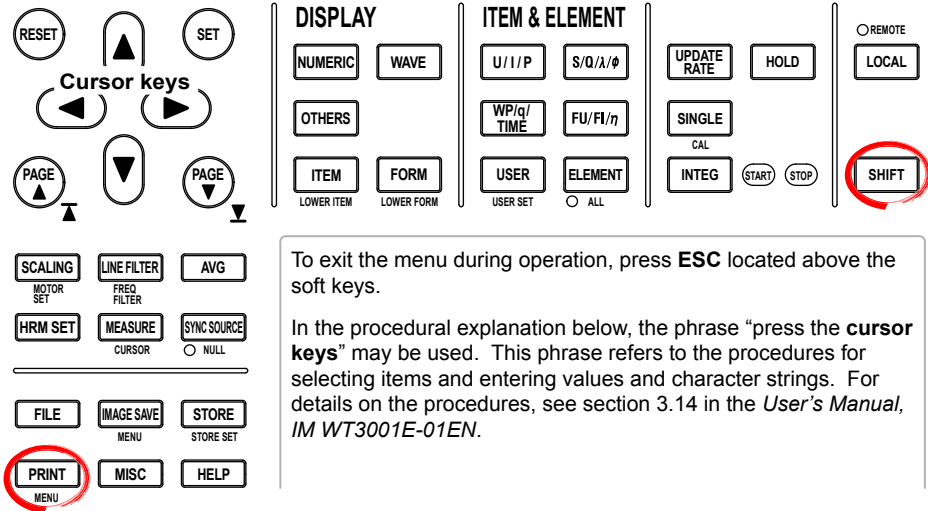 RESET
SET
Cursor keys
PAGE
PAGE
DISPLAY
NUMERIC
WAVE
OTHERS
ITEM
FORM
LOWER ITEM
LOWER FORM
ITEM & ELEMENT
U / I / P
S/Q/λ/ϕ
WP/q/
TIME
FU/FI/η
USER
ELEMENT
USER SET
ALL
UPDATE
RATE
HOLD
SINGLE
CAL
INTEG
START
STOP
REMOTE
LOCAL
SHIFT
SCALING
LINE FILTER
AVG
MOTOR
SET
FREQ
FILTER
HRM SET
MEASURE
SYNC SOURCE
CURSOR
NULL
FILE
IMAGE SAVE
STORE
MENU
STORE SET
PRINT
MISC
HELP
MENU
To exit the menu during operation, press ESC located above the
soft keys.
In the procedural explanation below, the phrase “press the cursor
keys” may be used.  This phrase refers to the procedures for
selecting items and entering values and character strings.  For
details on the procedures, see section 3.14 in the User’s Manual,
IM WT3001E-01EN.